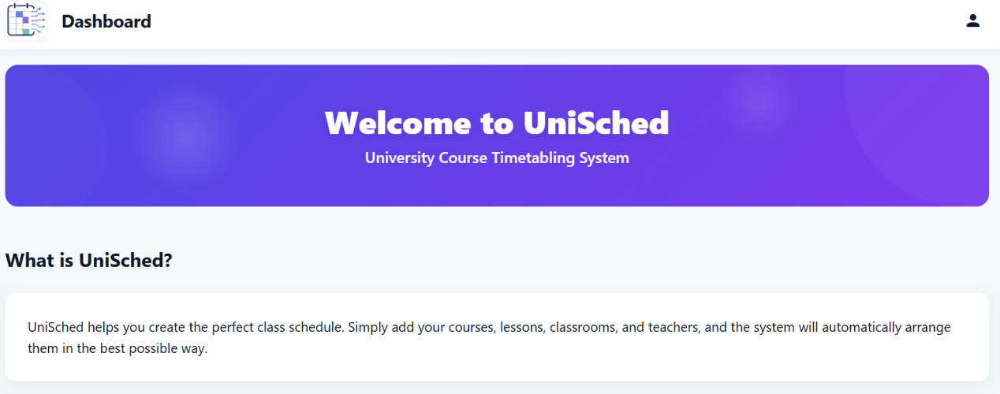 Dashboard
Welcome to UniSched
University Course Timetabling System
What is UniSched?
UniSched helps you create the perfect class schedule. Simply add your courses, lessons, classrooms, and teachers, and the system will automatically arrange
them in the best possible way.